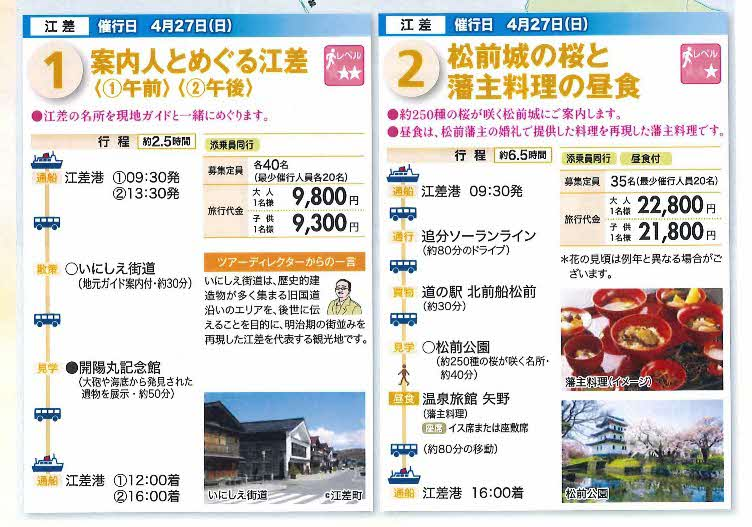 江差 催行日 4月27日(日)
1 案内人とめぐる江差
〈①午前〉〈②午後〉
レベル
★★
●江差の名所を現地ガイドと一緒にめぐります。
行程 約2.5時間
通船 江差港 ①09:30発
②13:30発
散策 ○いにしえ街道
(地元ガイド案内付・約30分)
見学 ●開陽丸記念館
(大砲や海底から発見された
遺物を展示・約50分)
通船 江差港 ①12:00着
②16:00着
添乗員同行
募集定員 各40名
(最少催行人員各20名)
旅行代金 大人1名様 9,800円
子供1名様 9,300円
ツアーディレクターからの一言
いにしえ街道は、歴史的建
造物が多く集まる旧国道
沿いのエリアを、後世に伝
えることを目的に、明治期の街並みを
再現した江差を代表する観光地です。
いにしえ街道 ©江差町
江差 催行日 4月27日(日)
2 松前城の桜と
藩主料理の昼食
レベル
★
●約250種の桜が咲く松前城にご案内します。
●昼食は、松前藩主の婚礼で提供した料理を再現した藩主料理です。
行程 約6.5時間
通船 江差港 09:30発
通行 追分ソーランライン
(約80分のドライブ)
買物 道の駅 北前船松前
(約30分)
見学 ○松前公園
(約250種の桜が咲く名所・
約40分)
昼食 温泉旅館 矢野
(藩主料理)
座席 イス席または座敷席
(約80分の移動)
通船 江差港 16:00着
添乗員同行 昼食付
募集定員 35名(最少催行人員20名)
旅行代金 大人1名様 22,800円
子供1名様 21,800円
＊花の見頃は例年と異なる場合がご
ざいます。
藩主料理(イメージ)
松前公園